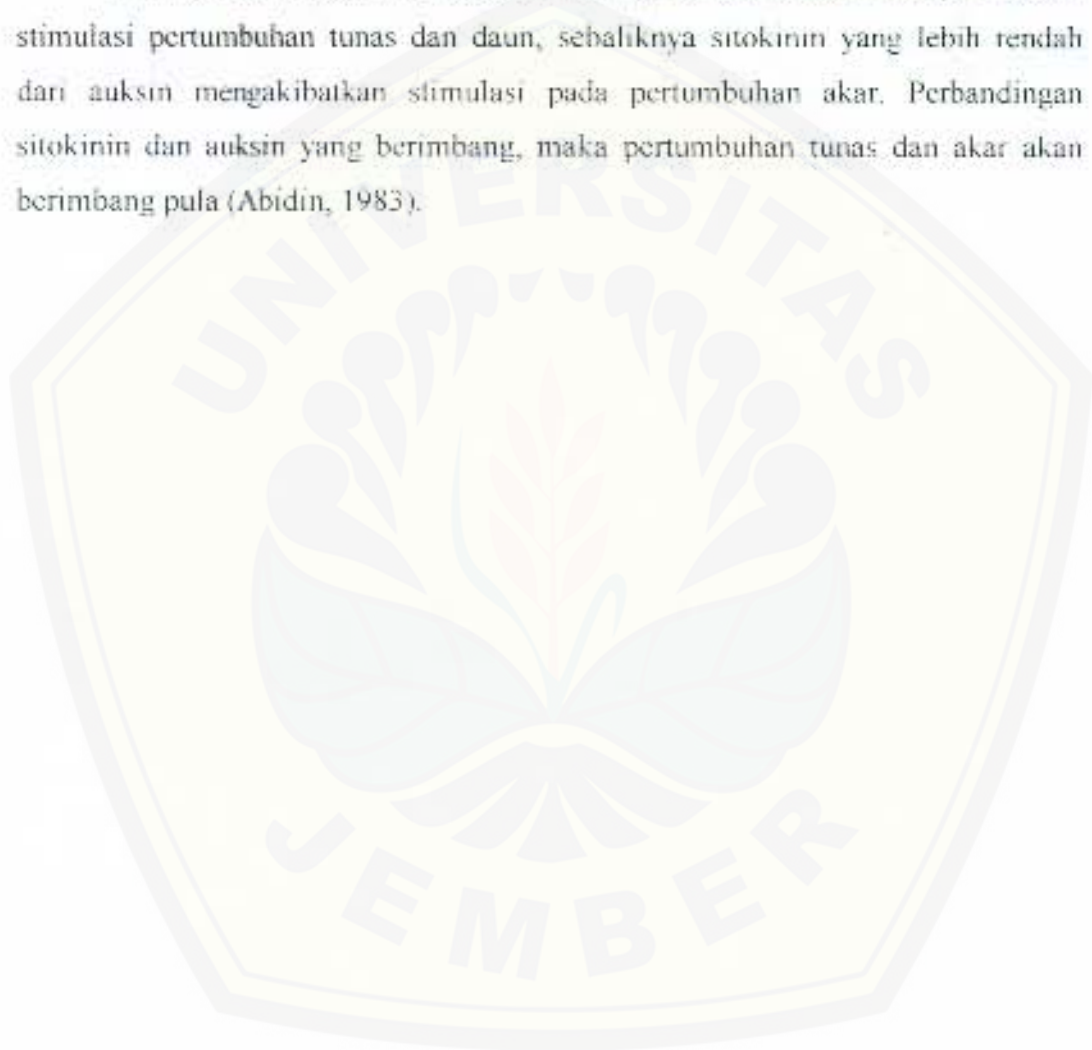 stimulasi pertumbuhan tunas dan daun, sebaliknya sitokinin yang lebih rendah
dari auksin mengakibatkan stimulasi pada pertumbuhan akar. Perbandingan
sitokinin dan auksin yang berimbang, maka pertumbuhan tunas dan akar akan
berimbang pula (Abidin, 1983).
UNIVERSITAS
JEMBER